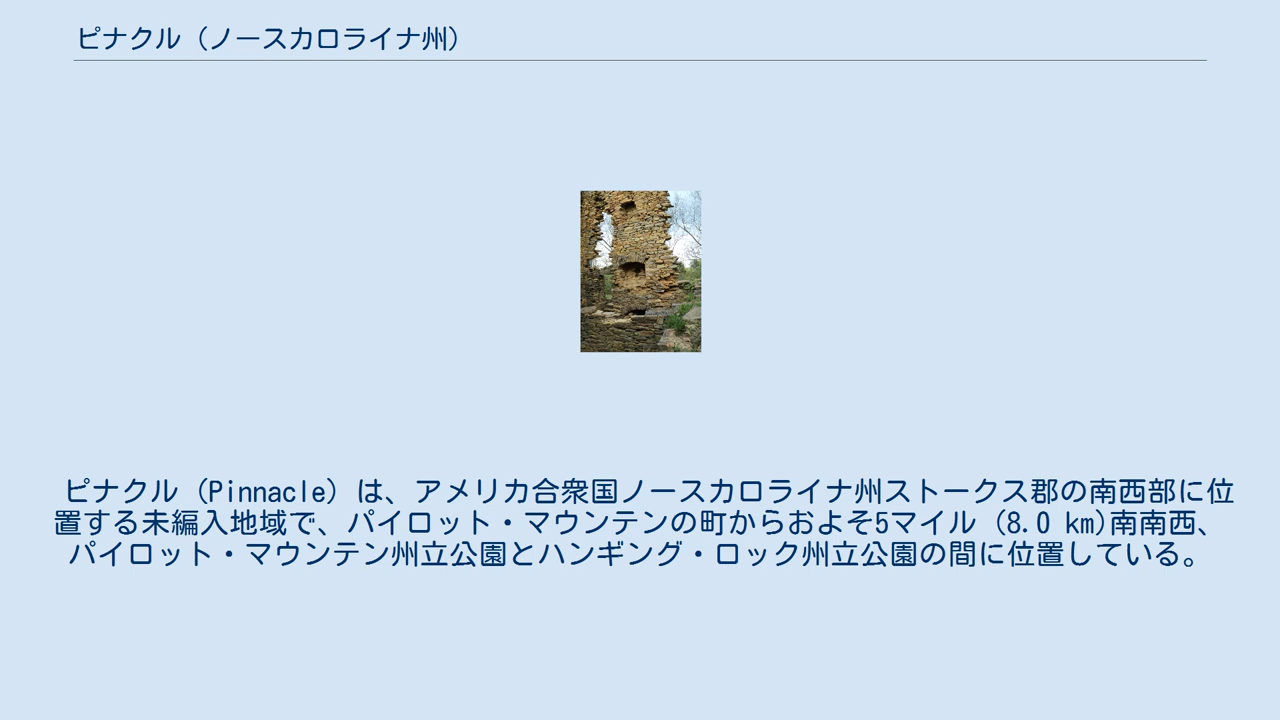 ピナクル (ノースカロライナ州)
ピナクル (Pinnacle) は、アメリカ合衆国ノースカロライナ州ストークス郡の南西部に位
置する未編入地域で、パイロット・マウンテンの町からおよそ5マイル (8.0 km)南南西、
パイロット・マウンテン州立公園とハンギング・ロック州立公園の間に位置している。